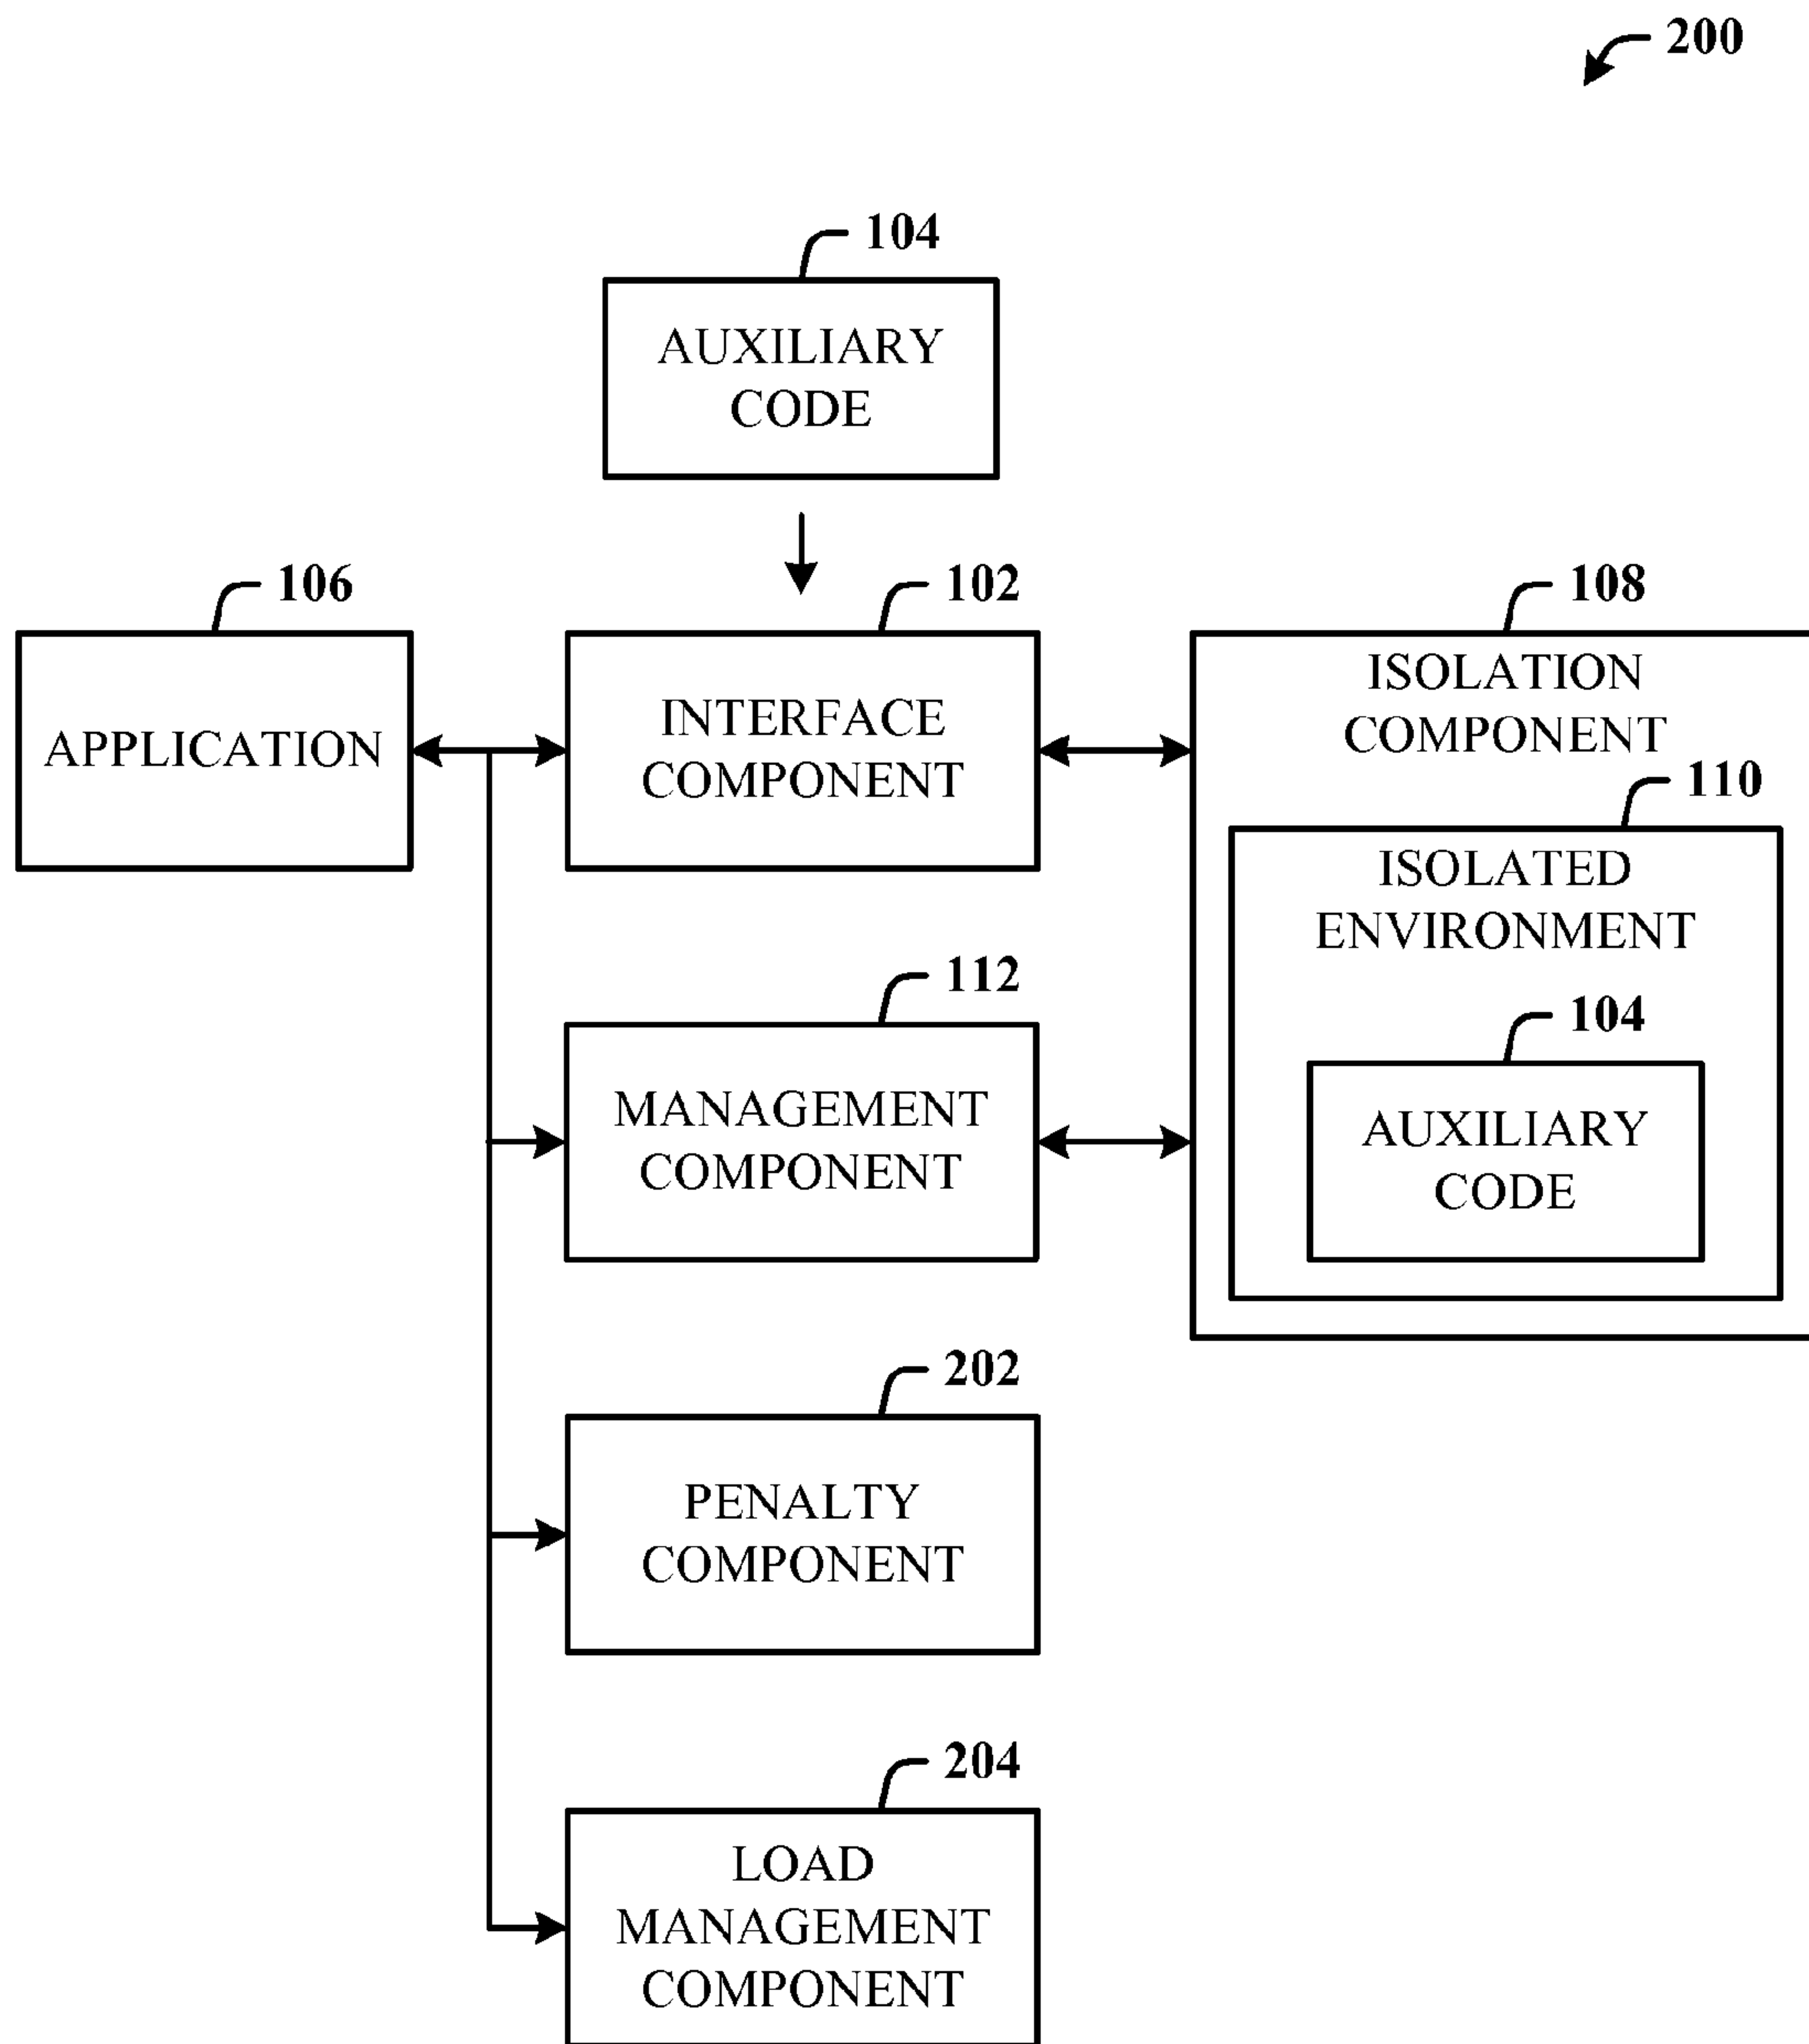 200
104
AUXILIARY
CODE
106
102
108
APPLICATION
INTERFACE
COMPONENT
ISOLATION
COMPONENT
110
ISOLATED
ENVIRONMENT
112
MANAGEMENT
COMPONENT
104
AUXILIARY
CODE
202
PENALTY
COMPONENT
204
LOAD
MANAGEMENT
COMPONENT